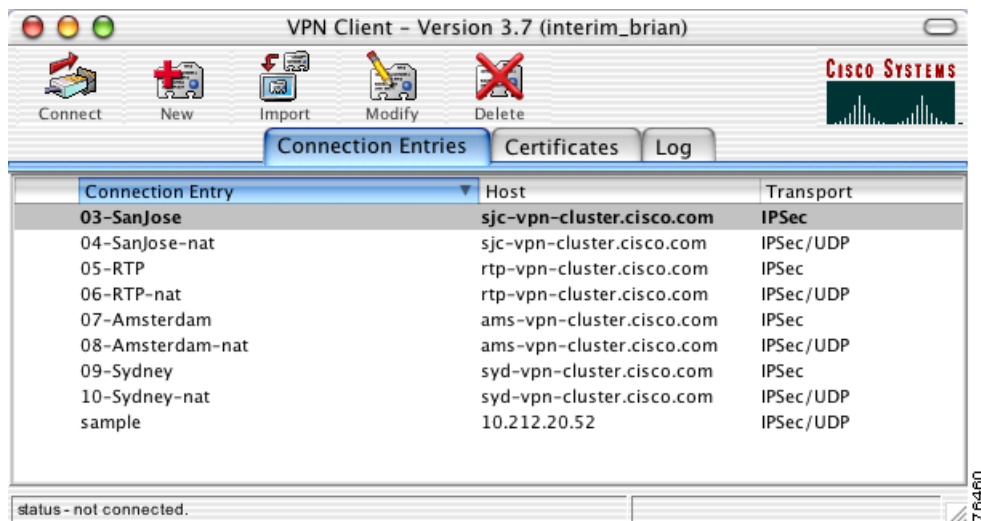 VPN Client – Version 3.7 (interim_brian)
Connect New Import Modify Delete
CISCO SYSTEMS
Connection Entries Certificates Log
Connection Entry Host Transport
03-SanJose sjc-vpn-cluster.cisco.com IPSec
04-SanJose-nat sjc-vpn-cluster.cisco.com IPSec/UDP
05-RTP rtp-vpn-cluster.cisco.com IPSec
06-RTP-nat rtp-vpn-cluster.cisco.com IPSec/UDP
07-Amsterdam ams-vpn-cluster.cisco.com IPSec
08-Amsterdam-nat ams-vpn-cluster.cisco.com IPSec/UDP
09-Sydney syd-vpn-cluster.cisco.com IPSec
10-Sydney-nat syd-vpn-cluster.cisco.com IPSec/UDP
sample 10.212.20.52 IPSec/UDP
status - not connected.
76460